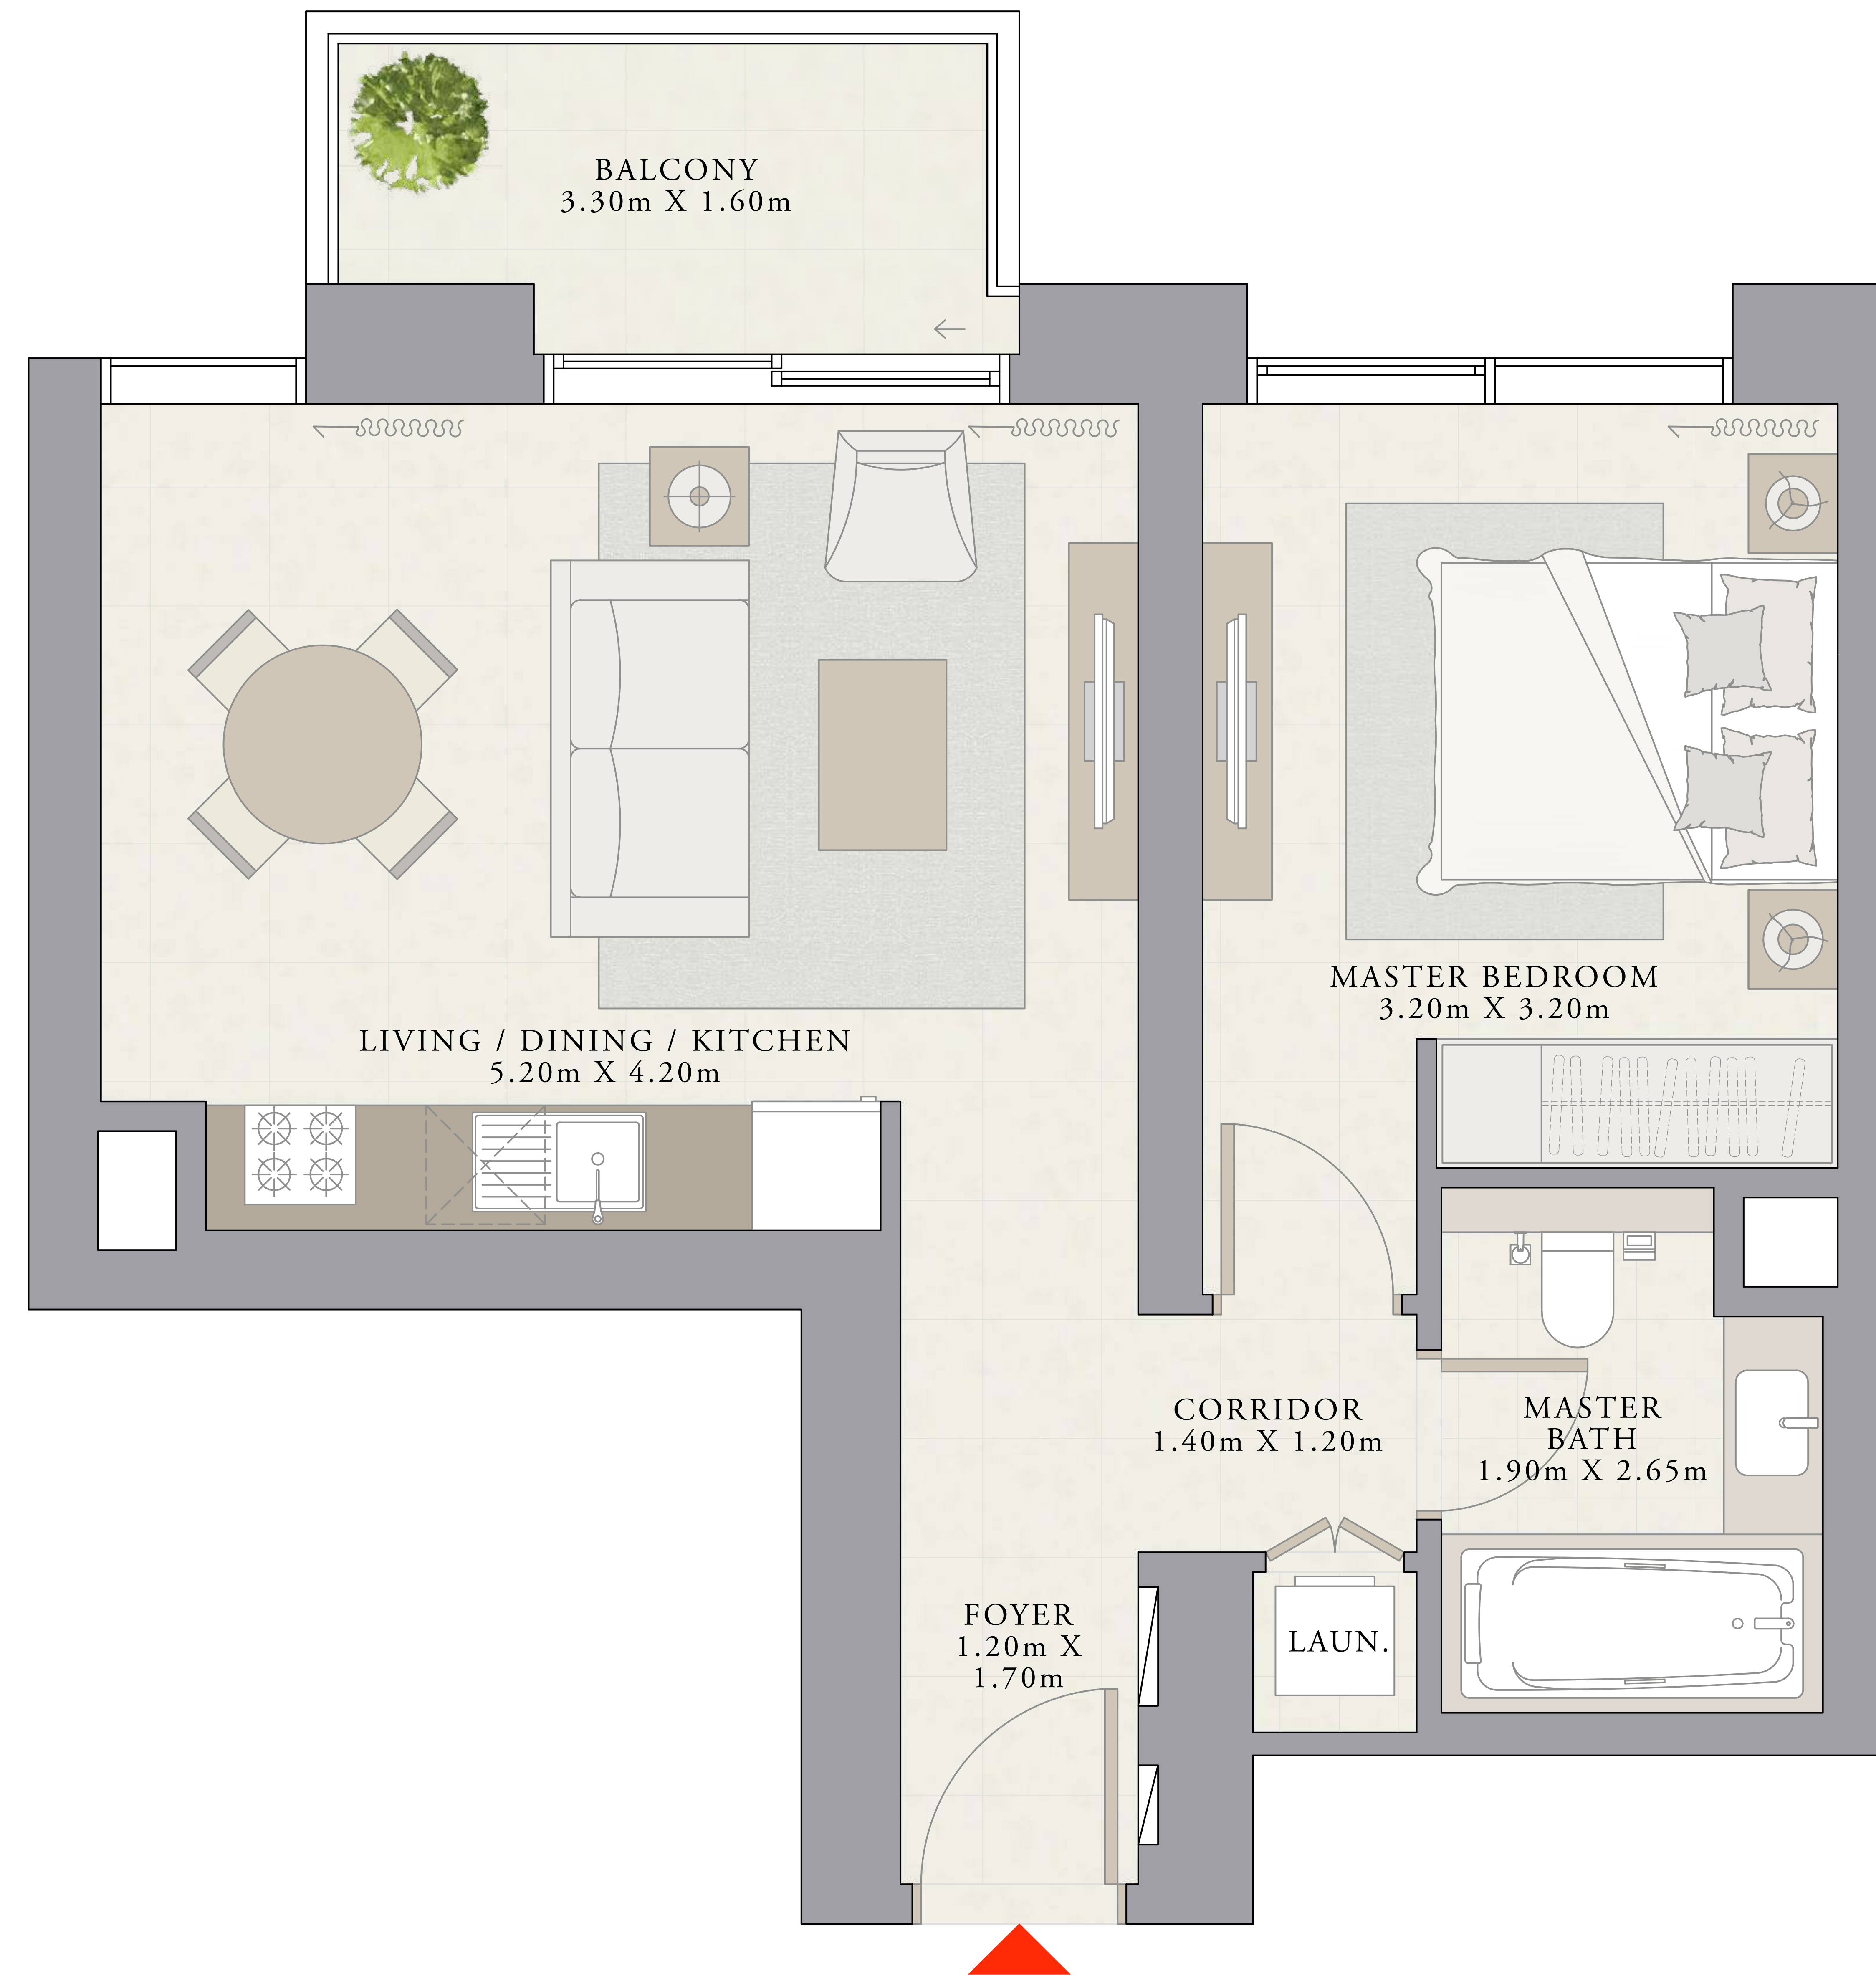 BALCONY
3.30m X 1.60m
MASTER BEDROOM
3.20m X 3.20m
LIVING / DINING / KITCHEN
5.20m X 4.20m
CORRIDOR
1.40m X 1.20m
MASTER
BATH
1.90m X 2.65m
FOYER
1.20m X
1.70m
LAUN.